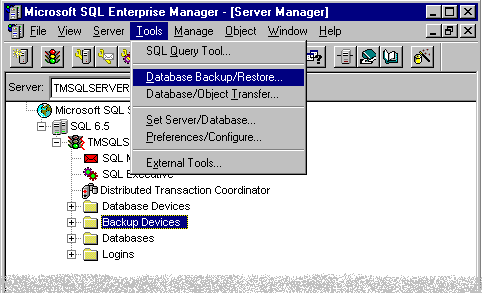 Microsoft SQL Enterprise Manager - [Server Manager]
File View Server Tools Manage Object Window Help
SQL Query Tool...
Database Backup/Restore...
Database/Object Transfer...
Set Server/Database...
Preferences/Configure...
External Tools...
Server: TMSQLSERVER
Microsoft SQL S
SQL 6.5
TMSQLS
SQL M
SQL Executive
Distributed Transaction Coordinator
Database Devices
Backup Devices
Databases
Logins